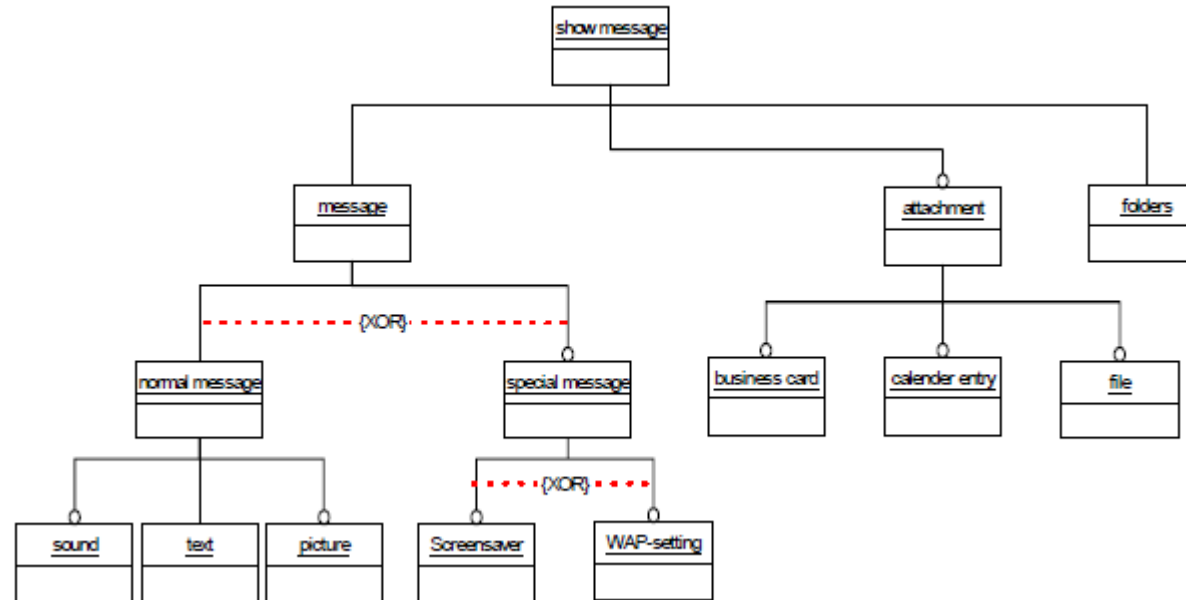 show message
message
attachment
folders
{XOR}
normal message
special message
business card
calender entry
file
{XOR}
sound
text
picture
Screensaver
WAP-setting